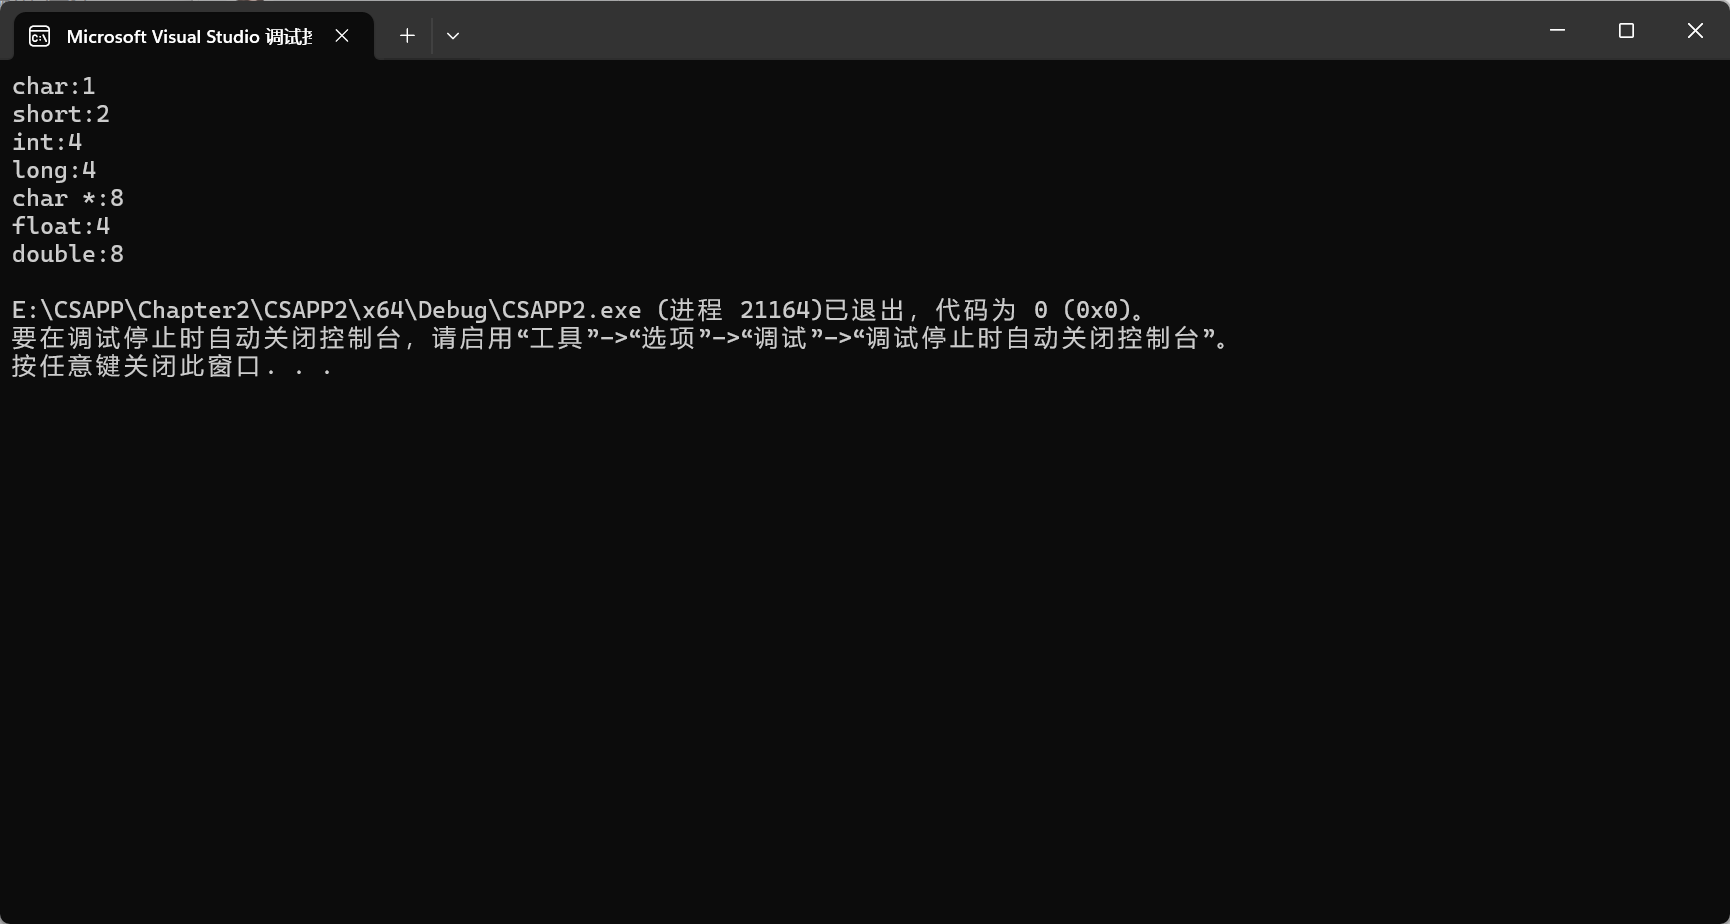 Microsoft Visual Studio 调试
char:1
short:2
int:4
long:4
char *:8
float:4
double:8
E:\CSAPP\Chapter2\CSAPP2\x64\Debug\CSAPP2.exe (进程 21164)已退出，代码为 0 (0x0)。
要在调试停止时自动关闭控制台，请启用“工具”->“选项”->“调试”->“调试停止时自动关闭控制台”。
按任意键关闭此窗口. . .